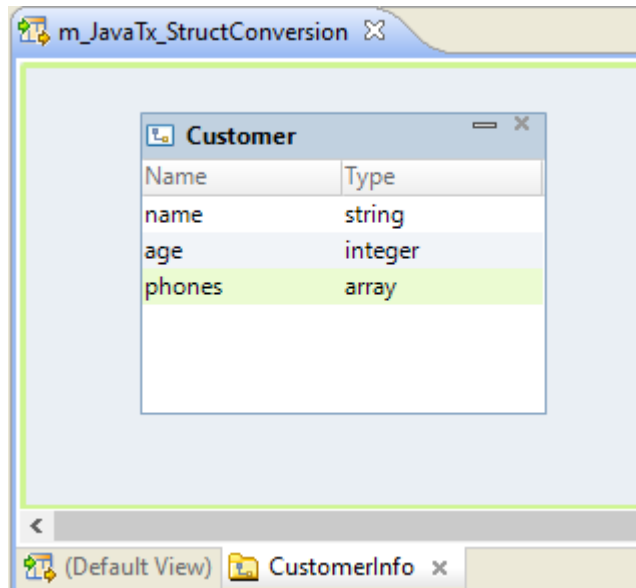 m_JavaTx_StructConversion
Customer
Name Type
name string
age integer
phones array
(Default View) CustomerInfo